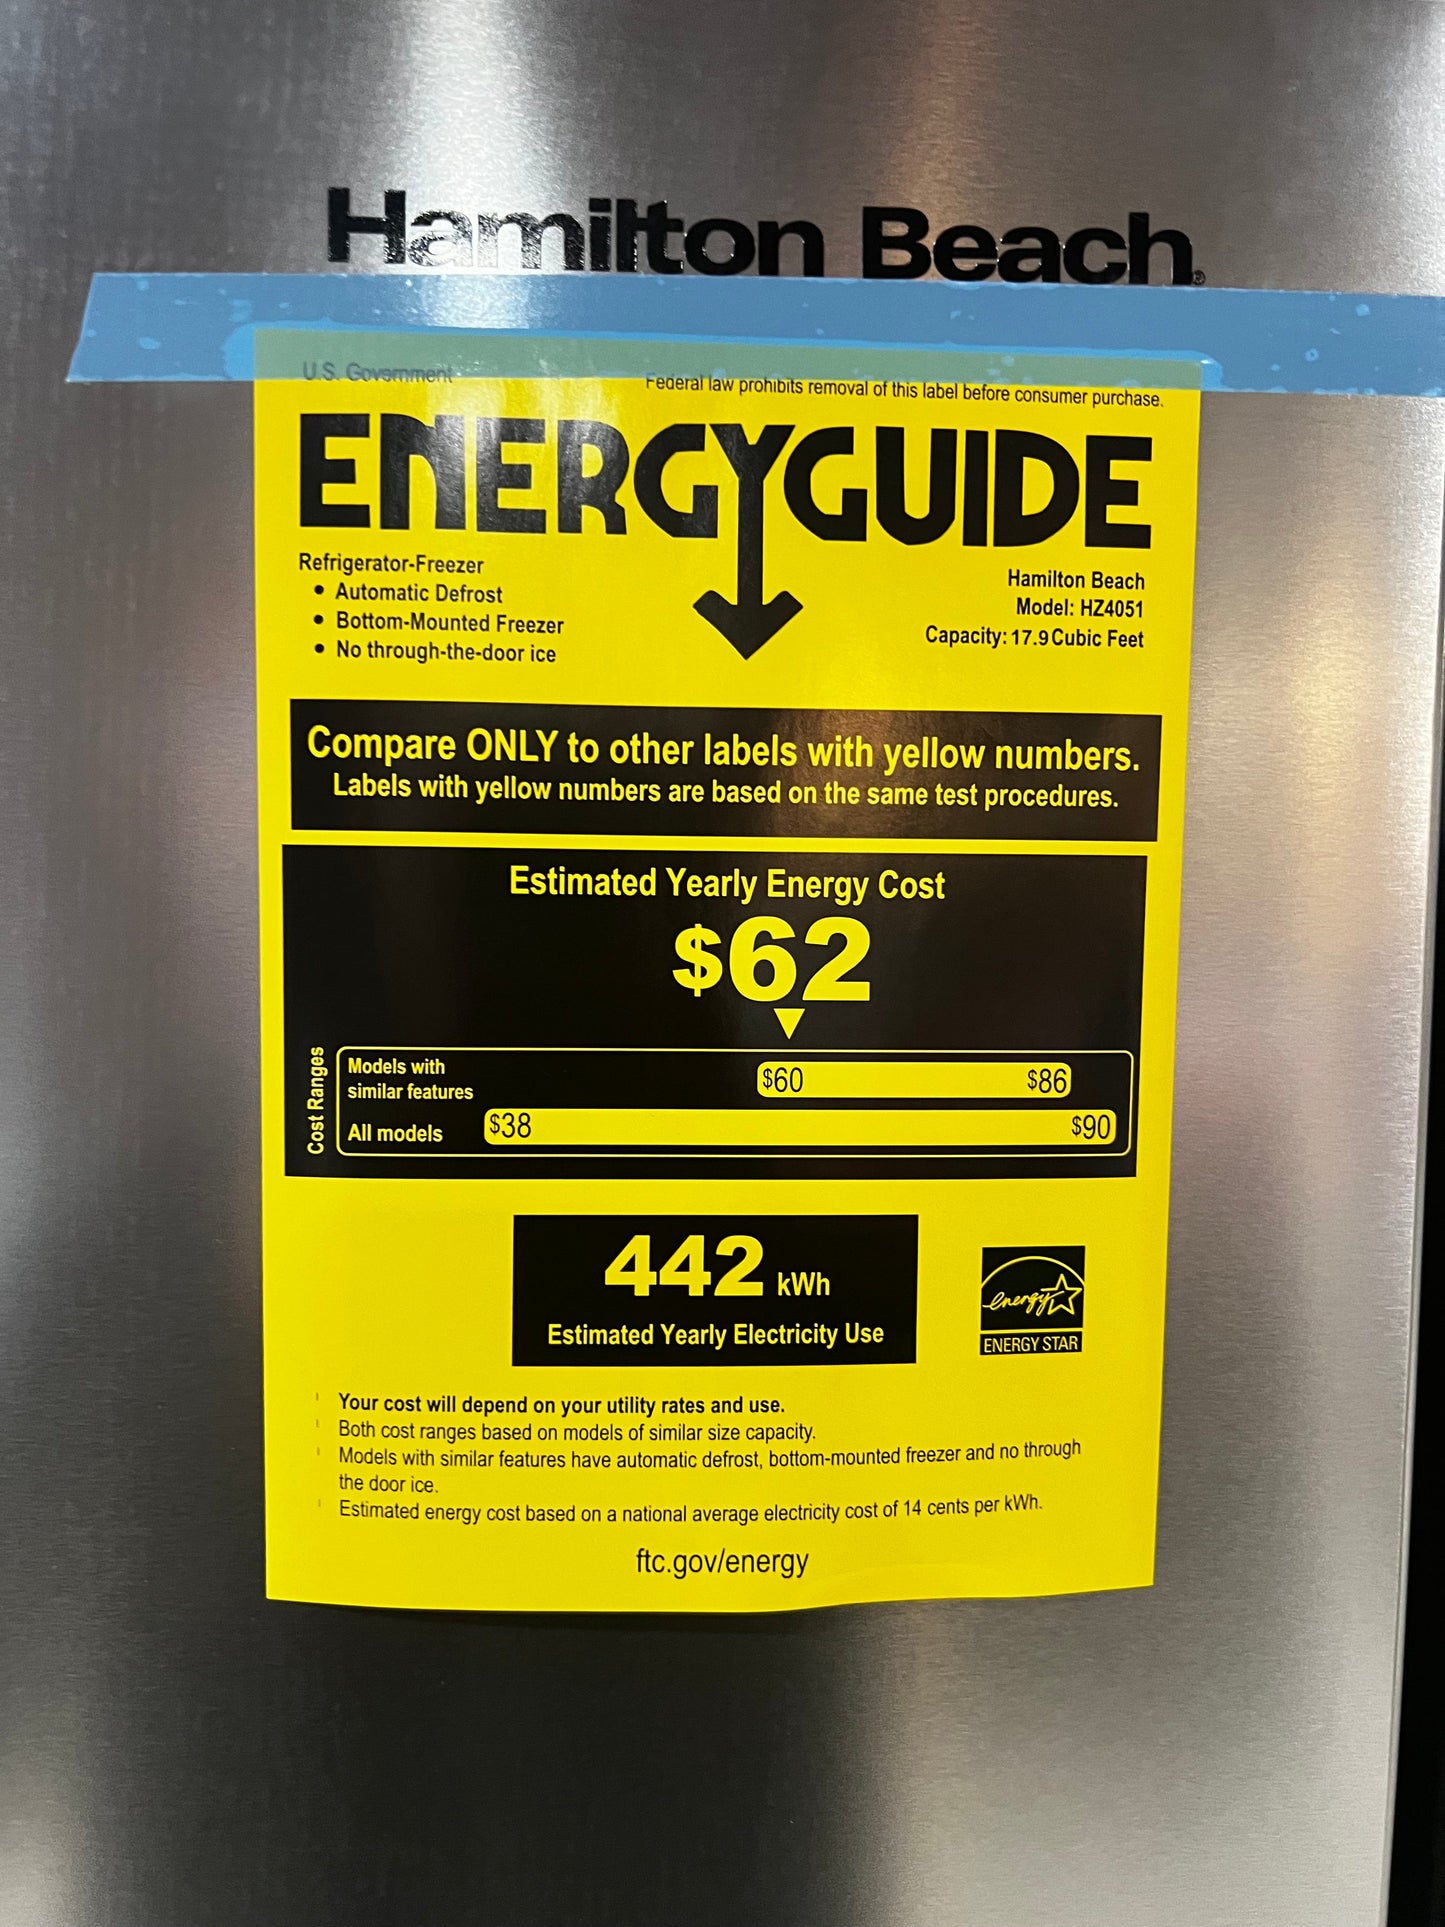 Hamilton Beach®
U.S. Government
Federal law prohibits removal of this label before consumer purchase.
ENERGYGUIDE
Refrigerator-Freezer
• Automatic Defrost
• Bottom-Mounted Freezer
• No through-the-door ice
Hamilton Beach
Model: HZ4051
Capacity: 17.9 Cubic Feet
Compare ONLY to other labels with yellow numbers.
Labels with yellow numbers are based on the same test procedures.
Estimated Yearly Energy Cost
$62
Cost Ranges
Models with
similar features
$60
$86
All models
$38
$90
442 kWh
Estimated Yearly Electricity Use
energy
ENERGY STAR
Your cost will depend on your utility rates and use.
Both cost ranges based on models of similar size capacity.
Models with similar features have automatic defrost, bottom-mounted freezer and no through
the door ice.
Estimated energy cost based on a national average electricity cost of 14 cents per kWh.
ftc.gov/energy